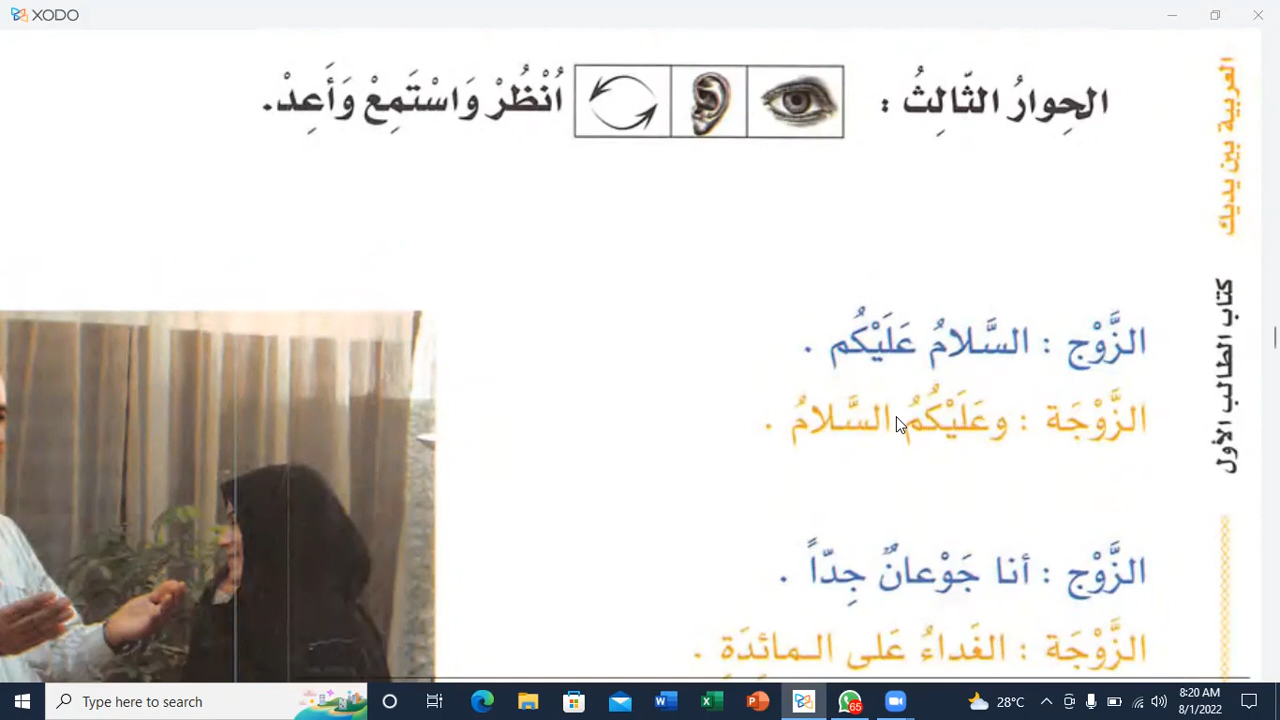 XODO
الحِوارُ الثّالِثُ : اُنْظُرْ وَاسْتَمِعْ وَأَعِدْ.
العربية بين يديك
كتاب الطالب الأول
الزَّوْج : السَّلامُ عَلَيْكُم .
الزَّوْجَة : وعَلَيْكُمُ السَّلامُ .
الزَّوْج : أنا جَوْعانٌ جِدّاً .
الزَّوْجَة : الغَداءُ عَلى المائدَة .
Type here to search
65
28°C
8:20 AM
8/1/2022